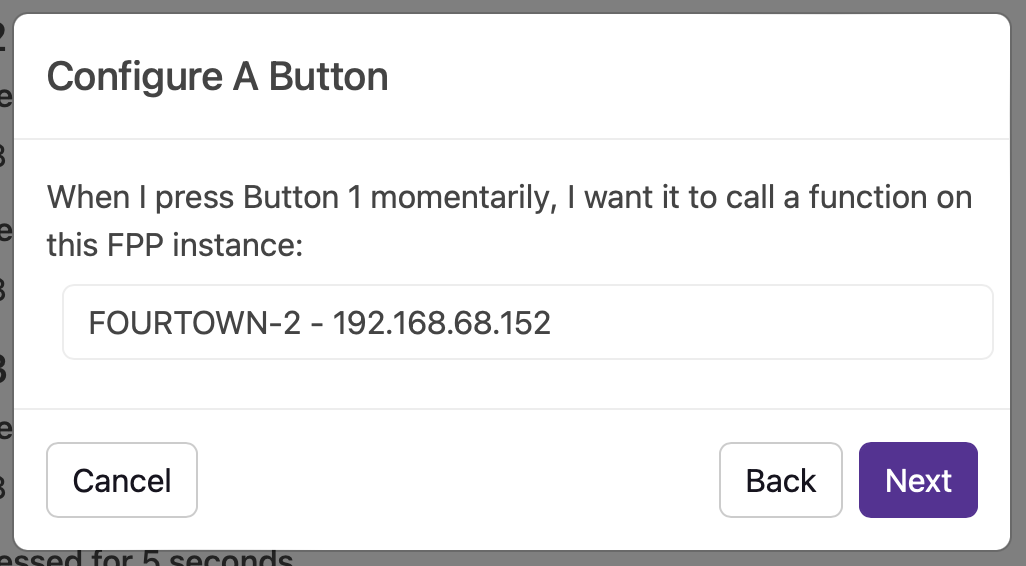 Configure A Button
When I press Button 1 momentarily, I want it to call a function on
this FPP instance:
FOURTOWN-2 - 192.168.68.152
Cancel
Back
Next
essed for 5 seconds